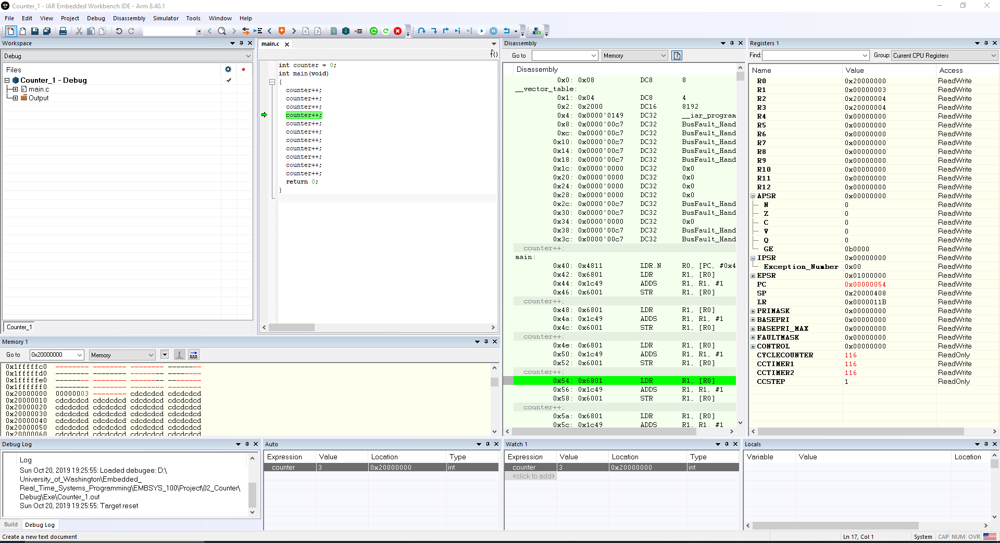 Counter_1 - IAR Embedded Workbench IDE - Arm 8.40.1
File Edit View Project Debug Disassembly Simulator Tools Window Help
Workspace
Debug
Files
Counter_1 - Debug
main.c
Output
Counter_1
main.c
f()
int counter = 0;
int main(void)
{
counter++;
counter++;
counter++;
counter++;
counter++;
counter++;
counter++;
counter++;
counter++;
counter++;
counter++;
return 0;
}
Disassembly
Go to Memory
Disassembly
0x0: 0x08 DC8 8
__vector_table:
0x1: 0x04 DC8 4
0x2: 0x2000 DC16 8192
0x4: 0x0000'0149 DC32 __iar_program
0x8: 0x0000'00c7 DC32 BusFault_Hand
0xc: 0x0000'00c7 DC32 BusFault_Hand
0x10: 0x0000'00c7 DC32 BusFault_Hand
0x14: 0x0000'00c7 DC32 BusFault_Hand
0x18: 0x0000'00c7 DC32 BusFault_Hand
0x1c: 0x0000'0000 DC32 0x0
0x20: 0x0000'0000 DC32 0x0
0x24: 0x0000'0000 DC32 0x0
0x28: 0x0000'0000 DC32 0x0
0x2c: 0x0000'00c7 DC32 BusFault_Hand
0x30: 0x0000'00c7 DC32 BusFault_Hand
0x34: 0x0000'0000 DC32 0x0
0x38: 0x0000'00c7 DC32 BusFault_Hand
0x3c: 0x0000'00c7 DC32 BusFault_Hand
counter++;
main:
0x40: 0x4811 LDR.N R0, [PC, #0x4
0x42: 0x6801 LDR R1, [R0]
0x44: 0x1c49 ADDS R1, R1, #1
0x46: 0x6001 STR R1, [R0]
counter++;
0x48: 0x6801 LDR R1, [R0]
0x4a: 0x1c49 ADDS R1, R1, #1
0x4c: 0x6001 STR R1, [R0]
counter++;
0x4e: 0x6801 LDR R1, [R0]
0x50: 0x1c49 ADDS R1, R1, #1
0x52: 0x6001 STR R1, [R0]
counter++;
0x54: 0x6801 LDR R1, [R0]
0x56: 0x1c49 ADDS R1, R1, #1
0x58: 0x6001 STR R1, [R0]
counter++;
0x5a: 0x6801 LDR R1, [R0]
0x5c: 0x1c49 ADDS R1, R1, #1
Registers 1
Find: Group: Current CPU Registers
Name Value Access
R0 0x20000000 ReadWrite
R1 0x00000003 ReadWrite
R2 0x20000004 ReadWrite
R3 0x20000004 ReadWrite
R4 0x00000000 ReadWrite
R5 0x00000000 ReadWrite
R6 0x00000000 ReadWrite
R7 0x00000000 ReadWrite
R8 0x00000000 ReadWrite
R9 0x00000000 ReadWrite
R10 0x00000000 ReadWrite
R11 0x00000000 ReadWrite
R12 0x00000000 ReadWrite
APSR 0x00000000 ReadWrite
N 0 ReadWrite
Z 0 ReadWrite
C 0 ReadWrite
V 0 ReadWrite
Q 0 ReadWrite
GE 0b0000 ReadWrite
IPSR 0x00000000 ReadWrite
Exception_Number 0x00 ReadWrite
EPSR 0x01000000 ReadWrite
PC 0x00000054 ReadWrite
SP 0x20000408 ReadWrite
LR 0x0000011B ReadWrite
PRIMASK 0x00000000 ReadWrite
BASEPRI 0x00000000 ReadWrite
BASEPRI_MAX 0x00000000 ReadWrite
FAULTMASK 0x00000000 ReadWrite
CONTROL 0x00000000 ReadWrite
CYCLECOUNTER 116 ReadOnly
CCTIMER1 116 ReadWrite
CCTIMER2 116 ReadWrite
CCSTEP 1 ReadOnly
Memory 1
Go to 0x20000000 Memory
0x1fffffc0 -------- -------- -------- --------
0x1fffffd0 -------- -------- -------- --------
0x1fffffe0 -------- -------- -------- --------
0x1ffffff0 -------- -------- -------- --------
0x20000000 00000003 -------- cdcdcdcd cdcdcdcd
0x20000010 cdcdcdcd cdcdcdcd cdcdcdcd cdcdcdcd
0x20000020 cdcdcdcd cdcdcdcd cdcdcdcd cdcdcdcd
0x20000030 cdcdcdcd cdcdcdcd cdcdcdcd cdcdcdcd
0x20000040 cdcdcdcd cdcdcdcd cdcdcdcd cdcdcdcd
0x20000050 cdcdcdcd cdcdcdcd cdcdcdcd cdcdcdcd
0x20000060 cdcdcdcd cdcdcdcd cdcdcdcd cdcdcdcd
Debug Log
Log
Sun Oct 20, 2019 19:25:55: Loaded debugee: D:\
University_of_Washington\Embedded_
Real_Time_Systems_Programming\EMBSYS_100\Project\02_Counter\
Debug\Exe\Counter_1.out
Sun Oct 20, 2019 19:25:55: Target reset
Build Debug Log
Auto
Expression Value Location Type
counter 3 0x20000000 int
Watch 1
Expression Value Location Type
counter 3 0x20000000 int
<click to add>
Locals
Variable Value Location
Create a new text document
Ln 17, Col 1 System CAP NUM OVR